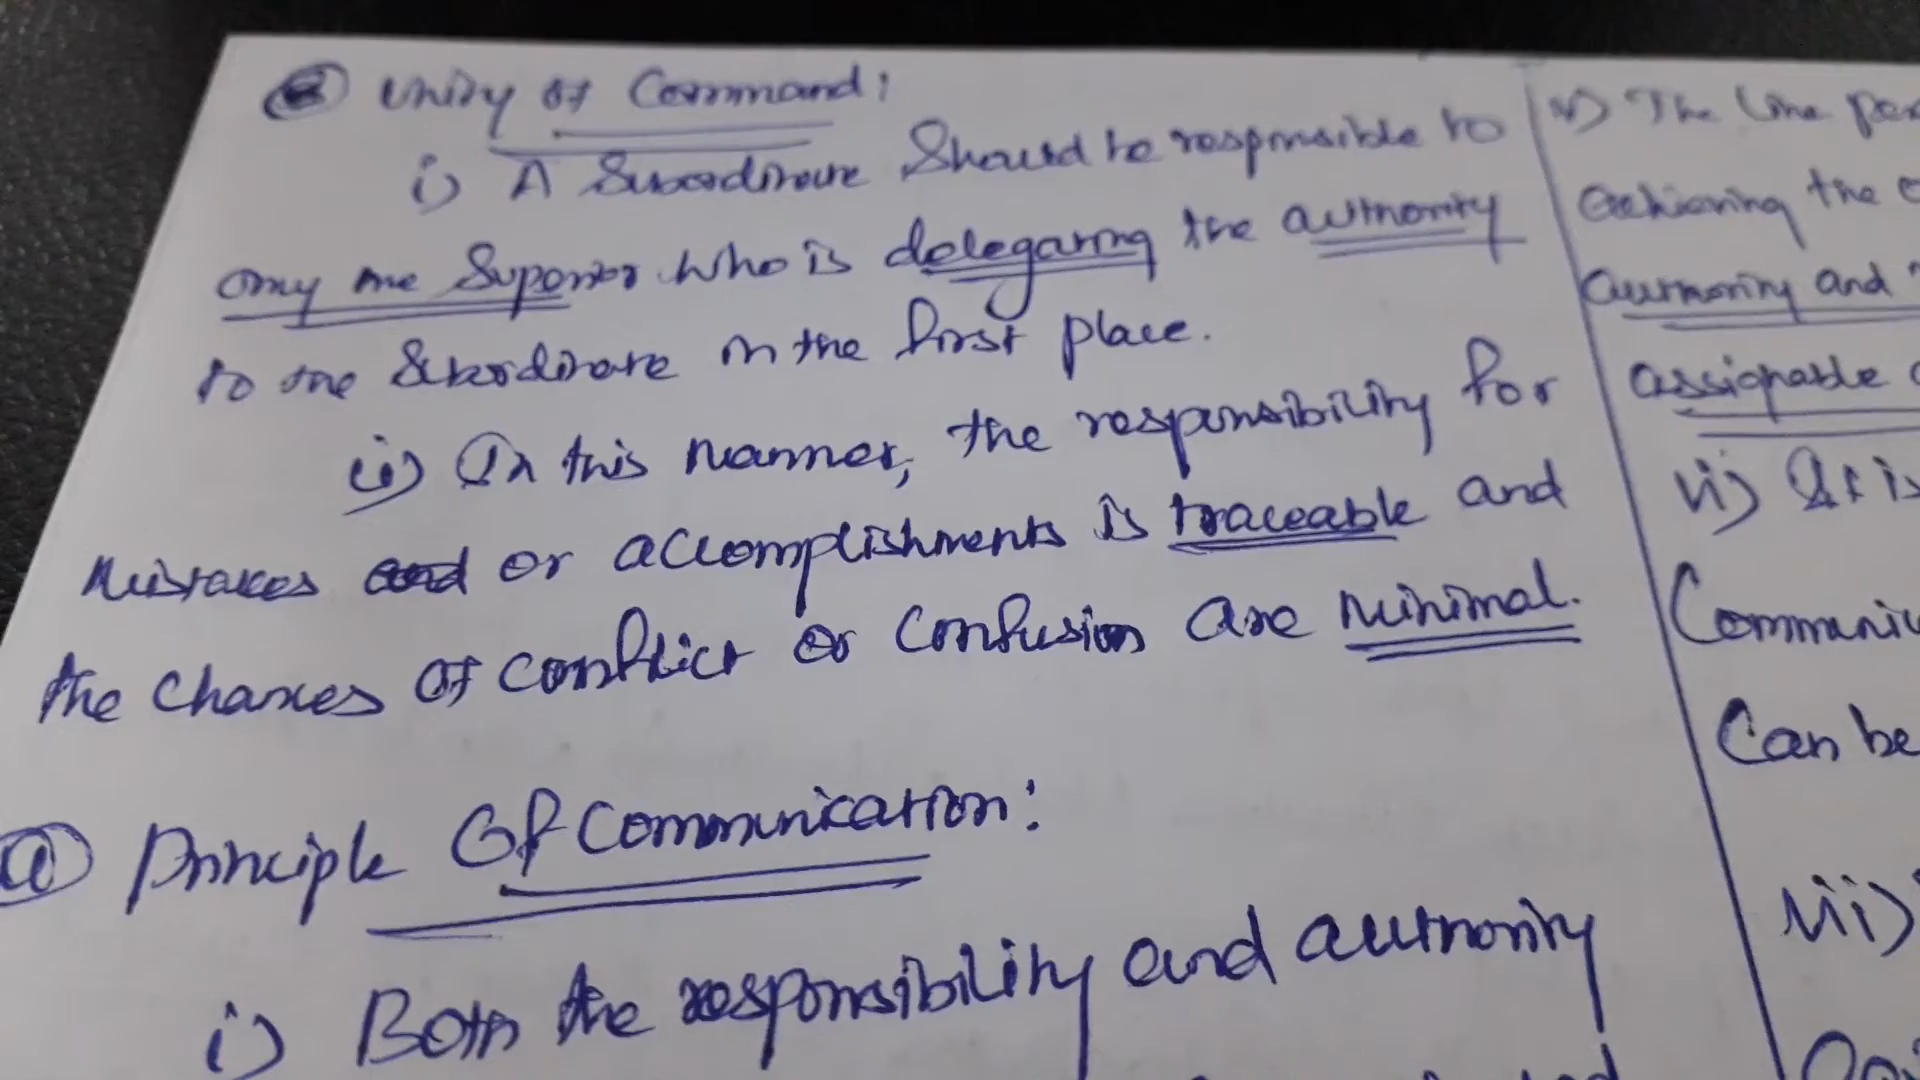 Unity of Command:
i) A Subordinate Should be responsible to
only one Superior who is delegating the authority
to the Subordinate in the first place.
ii) In this manner, the responsibility for
mistakes and or accomplishments is traceable and
the chances of conflict or confusion are minimal.
Principle Of Communication:
i) Both the responsibility and authority
The line
achieving the
authority and
assignable
vi) It is
Can be
vii)